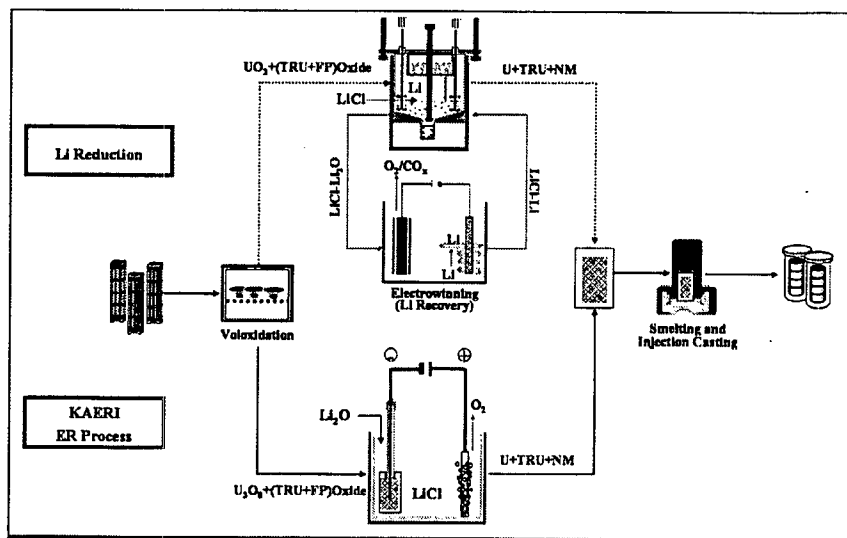 UO2+(TRU+FP)Oxide
U+TRU+NM
Li
LiCl
Li Reduction
LiCl-Li2O
O2/COx
LiCl-Li
Li
Li
Electrowinning
(Li Recovery)
Voloxidation
Smelting and
Injection Casting
KAERI
ER Process
Li2O
O2
LiCl
U3O8+(TRU+FP)Oxide
U+TRU+NM